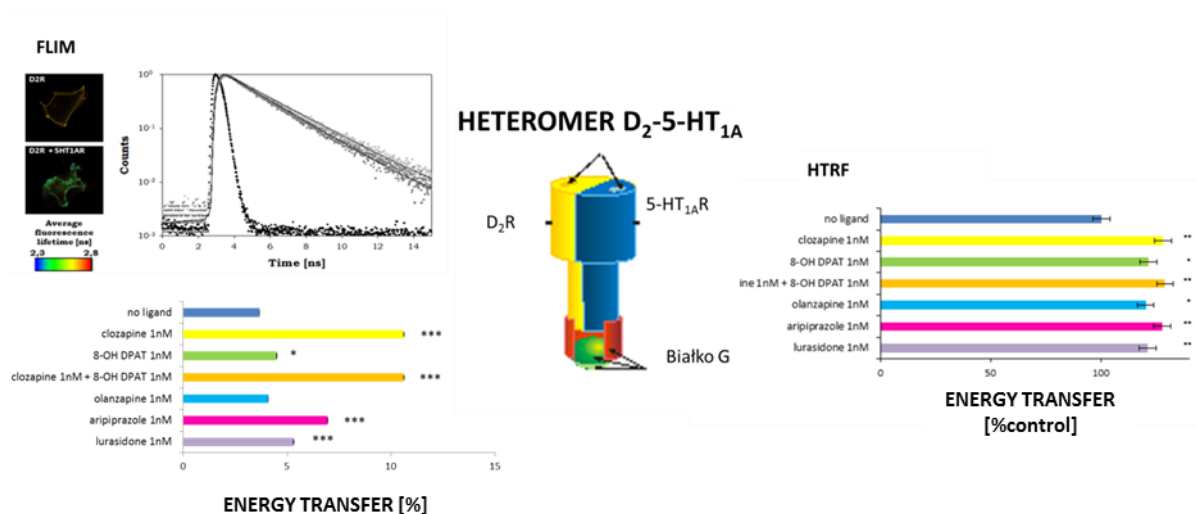 FLIM
D2R
D2R + 5HT1AR
Average
fluorescence
lifetime [ns]
2,3 2,8
Counts
10⁰
10⁻¹
10⁻²
10⁻³
0 2 4 6 8 10 12 14
Time [ns]
no ligand
clozapine 1nM ***
8-OH DPAT 1nM *
clozapine 1nM + 8-OH DPAT 1nM ***
olanzapine 1nM
aripiprazole 1nM ***
lurasidone 1nM ***
0 5 10 15
ENERGY TRANSFER [%]
HETEROMER D₂-5-HT₁A
D₂R
5-HT₁AR
Białko G
HTRF
no ligand
clozapine 1nM **
8-OH DPAT 1nM *
ine 1nM + 8-OH DPAT 1nM **
olanzapine 1nM *
aripiprazole 1nM **
lurasidone 1nM **
0 50 100
ENERGY TRANSFER
[%control]